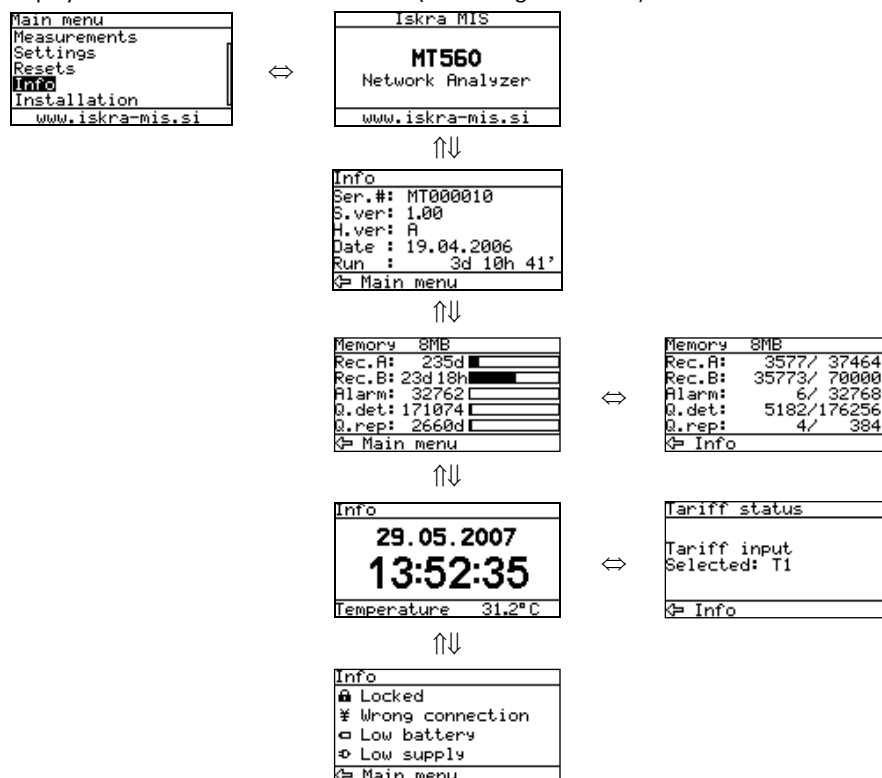 Main menu
Measurements
Settings
Resets
Info
Installation
www.iskra-mis.si
⇔
Iskra MIS
MT560
Network Analyzer
www.iskra-mis.si
⇑⇓
Info
Ser.#: MT000010
S.ver: 1.00
H.ver: A
Date : 19.04.2006
Run : 3d 10h 41'
⇦ Main menu
⇑⇓
Memory 8MB
Rec.A: 235d
Rec.B: 23d 18h
Alarm: 32762
Q.det: 171074
Q.rep: 2660d
⇦ Main menu
⇔
Memory 8MB
Rec.A: 3577/ 37464
Rec.B: 35773/ 70000
Alarm: 6/ 32768
Q.det: 5182/176256
Q.rep: 4/ 384
⇦ Info
⇑⇓
Info
29.05.2007
13:52:35
Temperature 31.2°C
⇔
Tariff status
Tariff input
Selected: T1
⇦ Info
⇑⇓
Info
Locked
¥ Wrong connection
Low battery
Low supply
⇦ Main menu